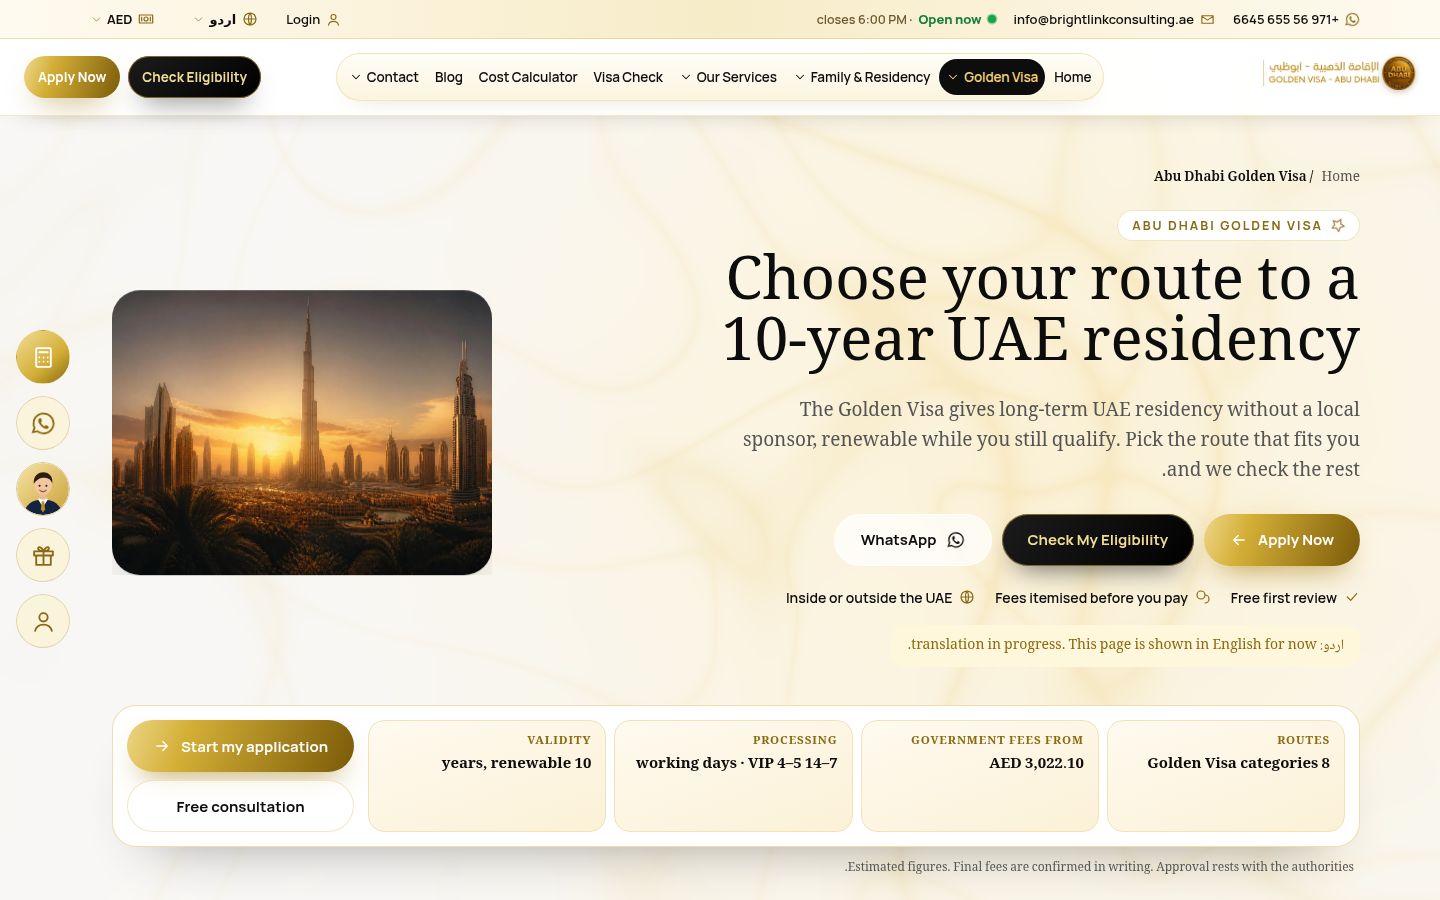 +971 56 655 6645
info@brightlinkconsulting.ae
Open now · closes 6:00 PM
Login
اردو
AED
الإقامة الذهبية - ابوظبي
GOLDEN VISA - ABU DHABI
ABU DHABI
Home
Golden Visa
Family & Residency
Our Services
Visa Check
Cost Calculator
Blog
Contact
Check Eligibility
Apply Now
Home / Abu Dhabi Golden Visa
ABU DHABI GOLDEN VISA
Choose your route to a
10-year UAE residency
The Golden Visa gives long-term UAE residency without a local
sponsor, renewable while you still qualify. Pick the route that fits you
and we check the rest.
Apply Now
Check My Eligibility
WhatsApp
Free first review
Fees itemised before you pay
Inside or outside the UAE
اردو: translation in progress. This page is shown in English for now.
ROUTES
8 Golden Visa categories
GOVERNMENT FEES FROM
AED 3,022.10
PROCESSING
7–14 working days · VIP 4–5
VALIDITY
10 years, renewable
Start my application
Free consultation
Estimated figures. Final fees are confirmed in writing. Approval rests with the authorities.